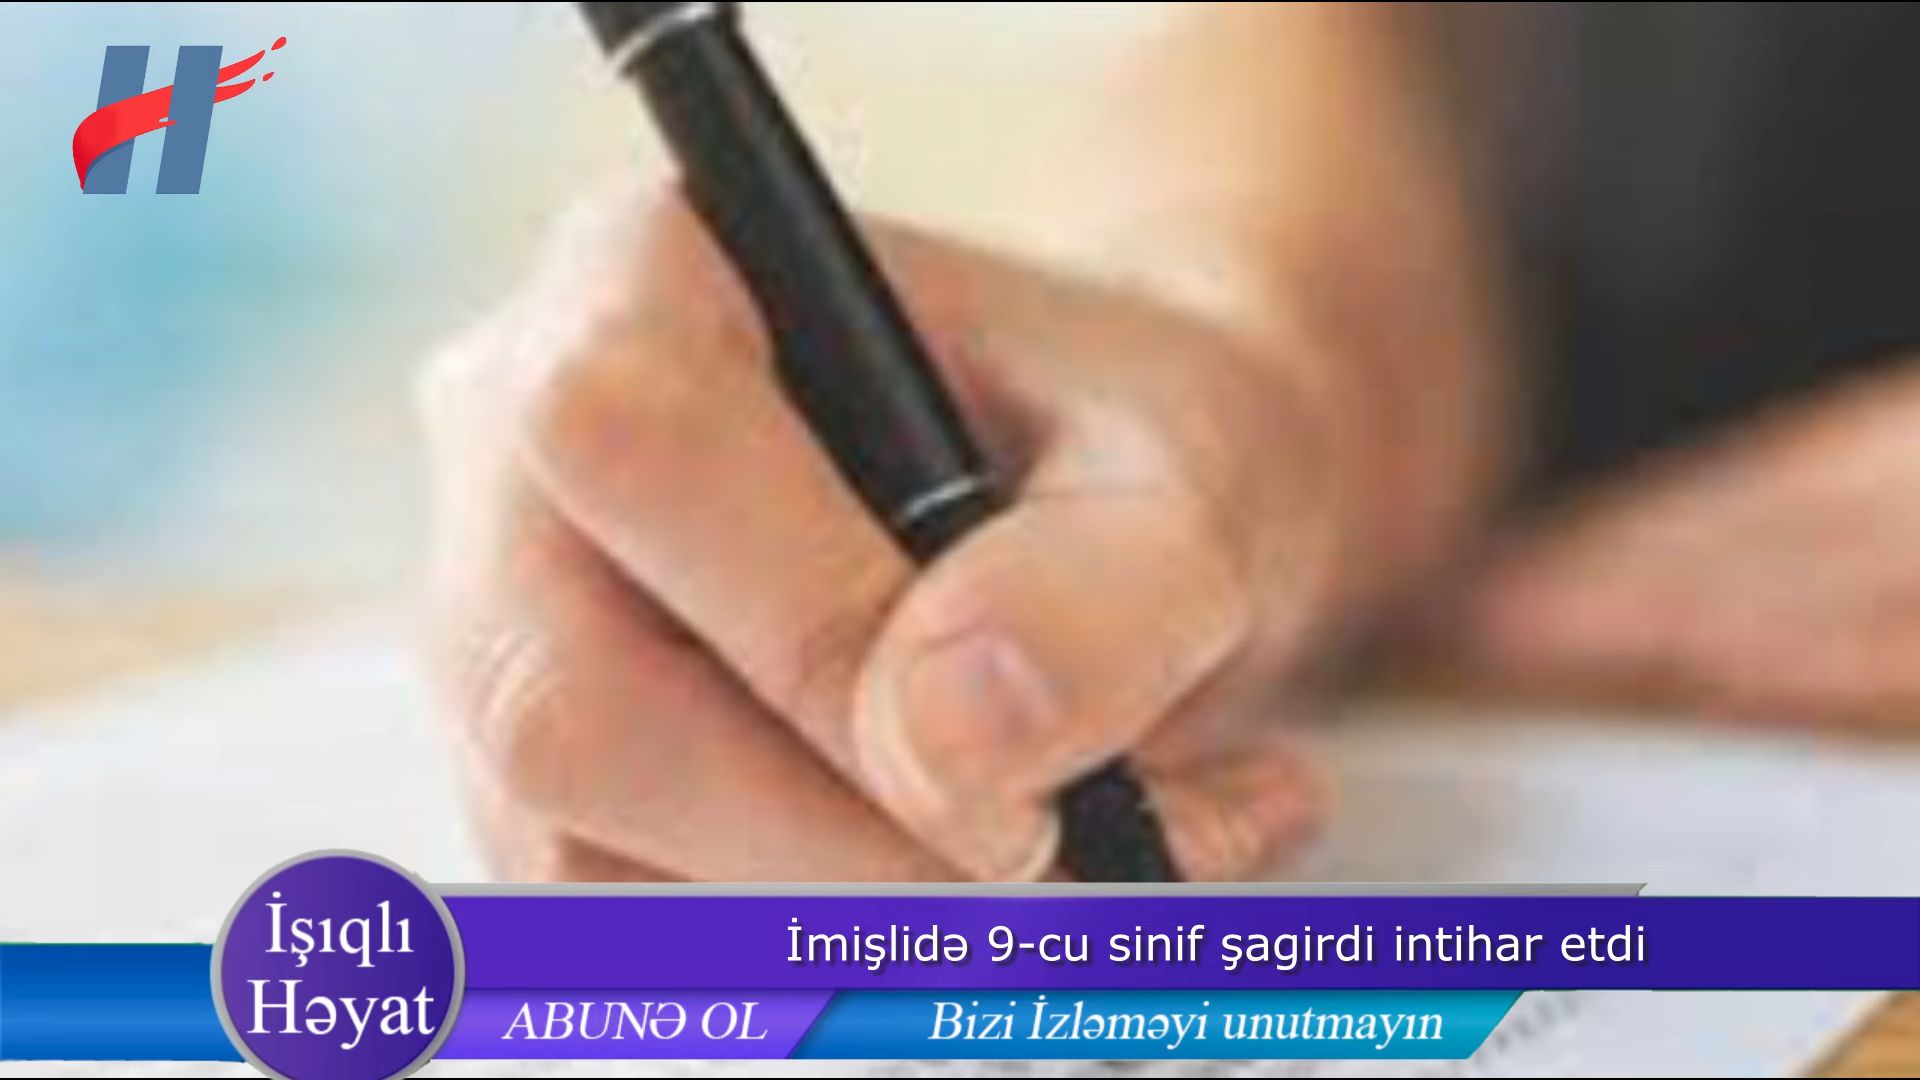 İmişlidə 9-cu sinif şagirdi intihar etdi
İşıqlı
Həyat
ABUNƏ OL
Bizi İzləməyi unutmayın